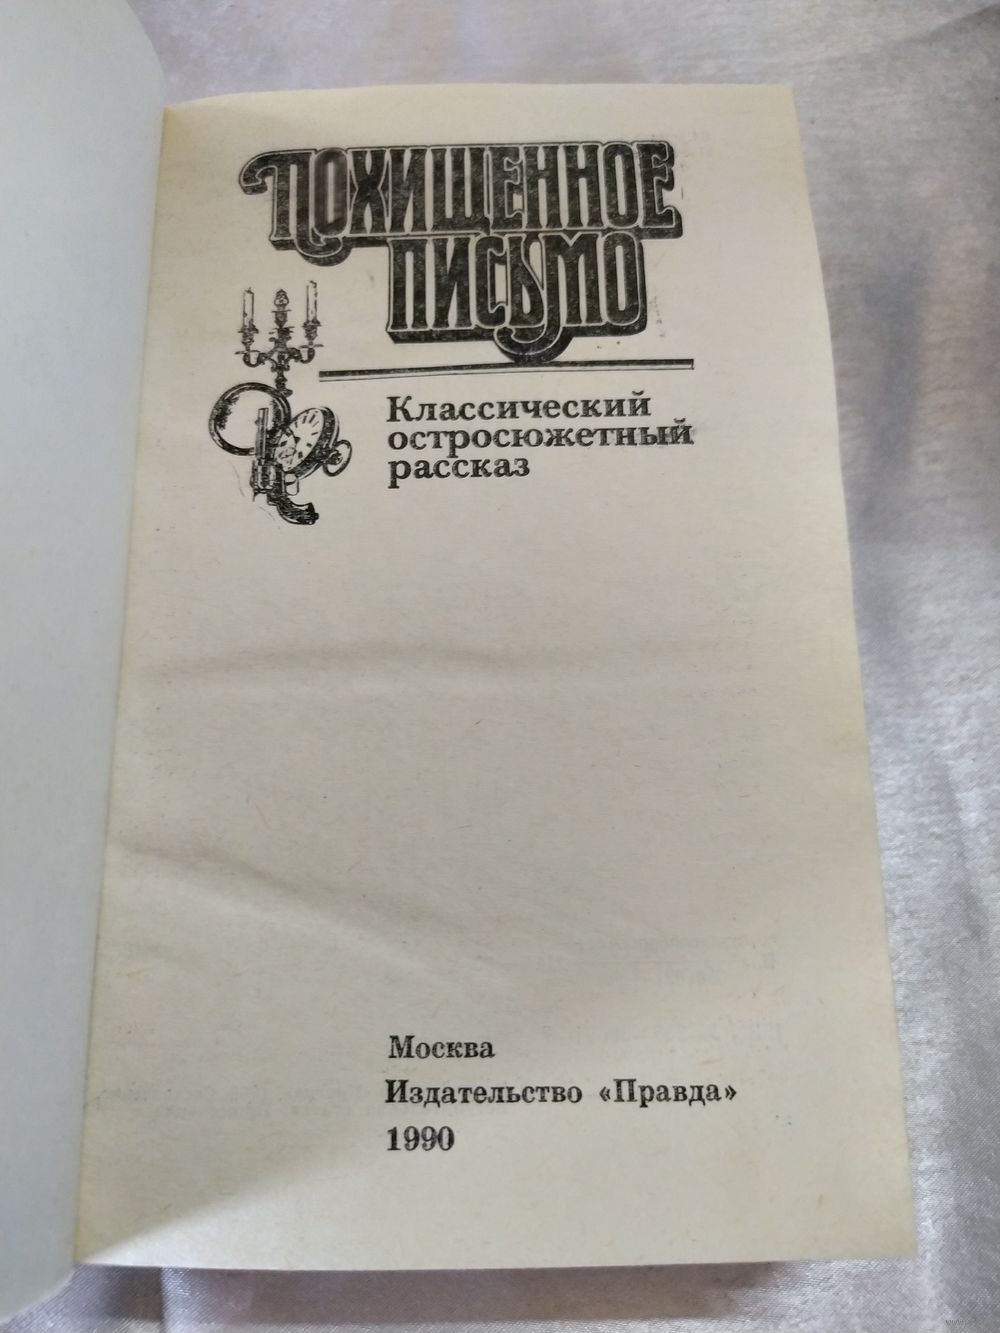 ПОХИЩЕННОЕ
ПИСЬМО
Классический
остросюжетный
рассказ
Москва
Издательство «Правда»
1990